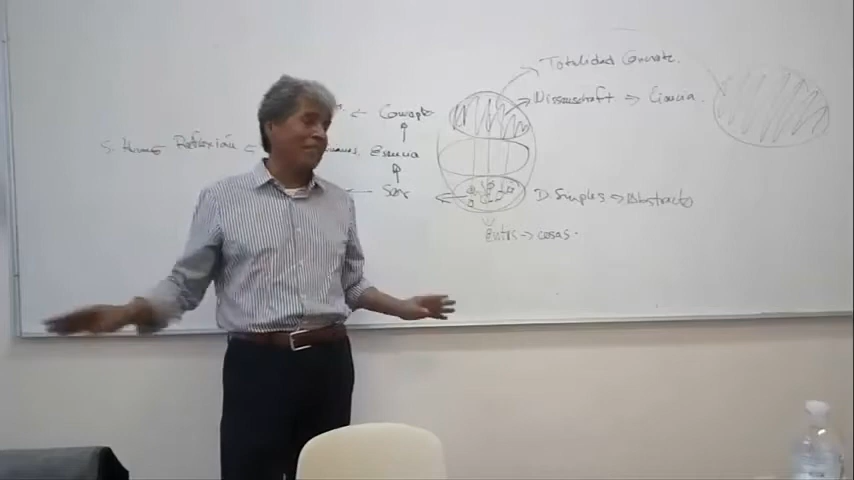 Totalidad Concreta.
← Concepto Wissenschaft → Ciencia.
Reflexión ← Esencia
← Ser D. Simples → Abstracto
entes → cosas.